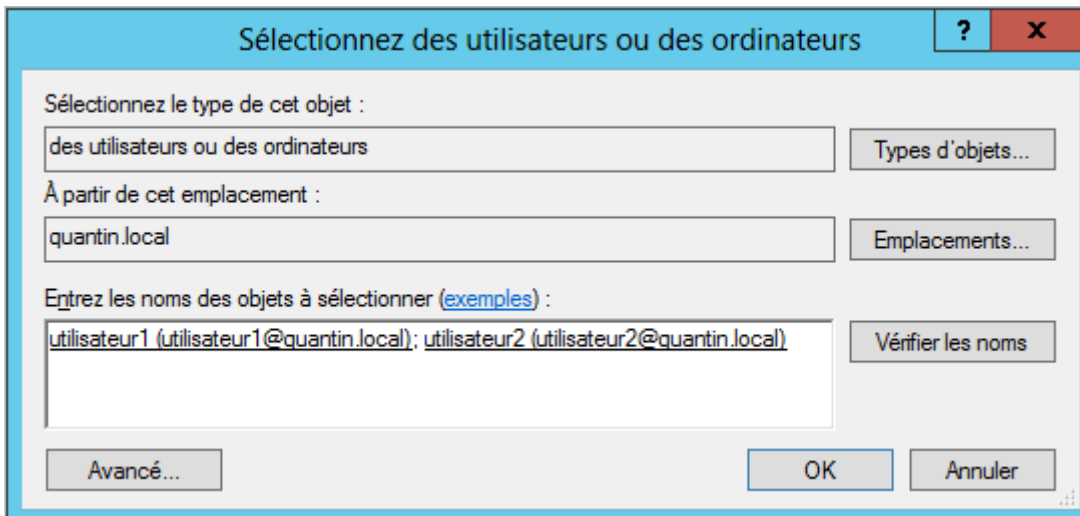 Sélectionnez des utilisateurs ou des ordinateurs
? x
Sélectionnez le type de cet objet :
des utilisateurs ou des ordinateurs
Types d'objets...
À partir de cet emplacement :
quantin.local
Emplacements...
Entrez les noms des objets à sélectionner (exemples) :
utilisateur1 (utilisateur1@quantin.local); utilisateur2 (utilisateur2@quantin.local)
Vérifier les noms
Avancé...
OK
Annuler